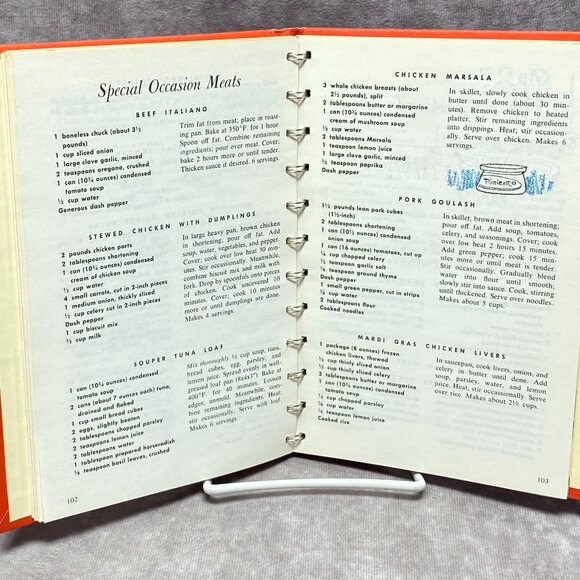 Special Occasion Meats
BEEF ITALIANO
1 boneless chuck (about 3½
pounds)
1 cup sliced onion
1 large clove garlic, minced
2 teaspoons oregano, crushed
1 can (10¾ ounces) condensed
tomato soup
½ cup water
Generous dash pepper
Trim fat from meat; place in roast-
ing pan. Bake at 350°F. for 1 hour
Spoon off fat. Combine remaining
ingredients; pour over meat. Cover;
bake 2 hours more or until tender.
Thicken sauce if desired. 6 servings.
STEWED CHICKEN WITH DUMPLINGS
2 pounds chicken parts
2 tablespoons shortening
1 can (10¾ ounces) condensed
cream of chicken soup
½ cup water
4 small carrots, cut in 2-inch pieces
1 medium onion, thickly sliced
½ cup celery cut in 2-inch pieces
Dash pepper
1 cup biscuit mix
⅓ cup milk
In large heavy pan, brown chicken
in shortening, pour off fat. Add
soup, water, vegetables, and pepper.
Cover; cook over low heat 30 min-
utes. Stir occasionally. Meanwhile,
combine biscuit mix and milk with
fork. Drop by spoonfuls onto pieces
of chicken. Cook uncovered 10
minutes. Cover; cook 10 minutes
more or until dumplings are done.
Makes 4 servings.
SOUPER TUNA LOAF
1 can (10¾ ounces) condensed
tomato soup
2 cans (about 7 ounces each) tuna,
drained and flaked
1 cup small bread cubes
2 eggs, slightly beaten
2 tablespoons chopped parsley
2 teaspoons lemon juice
2 tablespoons water
1 tablespoon prepared horseradish
⅛ teaspoon basil leaves, crushed
Mix thoroughly ½ cup soup, tuna,
bread cubes, egg, parsley, and
lemon juice. Spread evenly in well-
greased loaf pan (8x4x3"). Bake at
400°F. for 40 minutes. Loosen
edges; unmold. Meanwhile, com-
bine remaining ingredients. Heat;
stir occasionally. Serve with loaf.
Makes 6 servings.
102
CHICKEN MARSALA
3 whole chicken breasts (about
2½ pounds), split
2 tablespoons butter or margarine
1 can (10¾ ounces) condensed
cream of mushroom soup
⅓ cup water
2 tablespoons Marsala
1 teaspoon lemon juice
1 large clove garlic, minced
½ teaspoon paprika
Dash pepper
In skillet, slowly cook chicken in
butter until done (about 30 min-
utes). Remove chicken to heated
platter. Stir remaining ingredients
into drippings. Heat; stir occasion-
ally. Serve over chicken. Makes 6
servings.
Pimiento
PORK GOULASH
1½ pounds lean pork cubes
(1½-inch)
2 tablespoons shortening
1 can (10½ ounces) condensed
onion soup
1 can (16 ounces) tomatoes, cut up
¼ cup chopped celery
¼ teaspoon garlic salt
⅛ teaspoon ground thyme
Dash pepper
1 small green pepper, cut in strips
¼ cup water
2 tablespoons flour
Cooked noodles
In skillet, brown meat in shortening;
pour off fat. Add soup, tomatoes,
celery, and seasonings. Cover; cook
over low heat 2 hours 15 minutes.
Add green pepper; cook 15 min-
utes more or until meat is tender.
Stir occasionally. Gradually blend
water into flour until smooth;
slowly stir into sauce. Cook, stirring
until thickened. Serve over noodles.
Makes about 5 cups.
MARDI GRAS CHICKEN LIVERS
1 package (8 ounces) frozen
chicken livers, thawed
½ cup thinly sliced onion
½ cup thinly sliced celery
2 tablespoons butter or margarine
1 can (10¾ ounces) condensed
tomato soup
¼ cup chopped parsley
¼ cup water
¼ teaspoon lemon juice
Cooked rice
In saucepan, cook livers, onion, and
celery in butter until done. Add
soup, parsley, water, and lemon
juice. Heat; stir occasionally. Serve
over rice. Makes about 2½ cups.
103